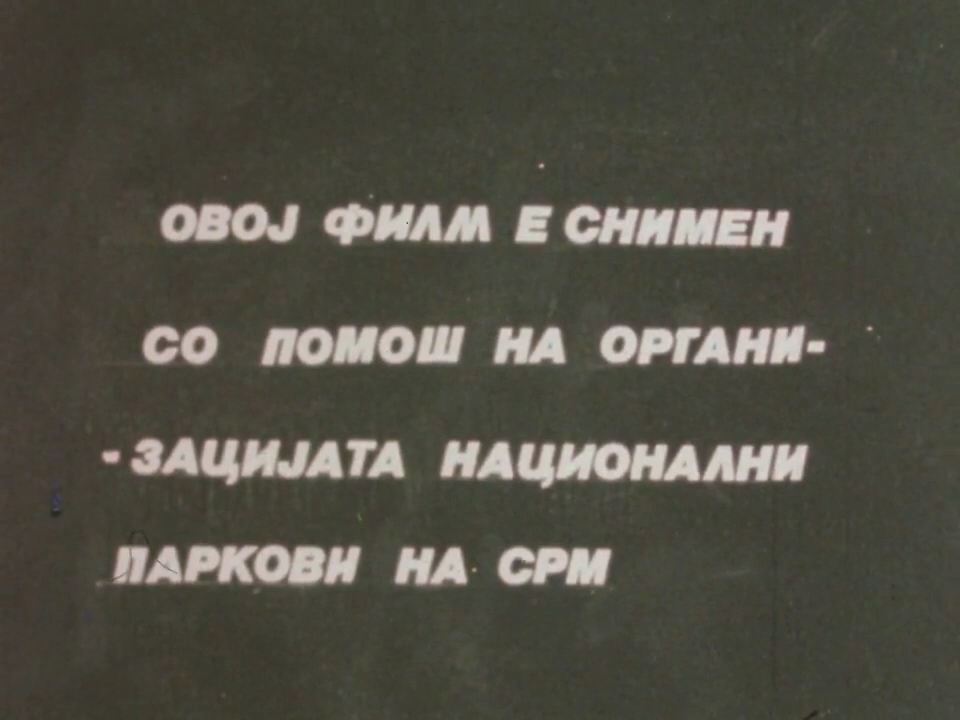 ОВОЈ ФИЛМ Е СНИМЕН
СО ПОМОШ НА ОРГАНИ-
-ЗАЦИЈАТА НАЦИОНАЛНИ
ПАРКОВИ НА СРМ